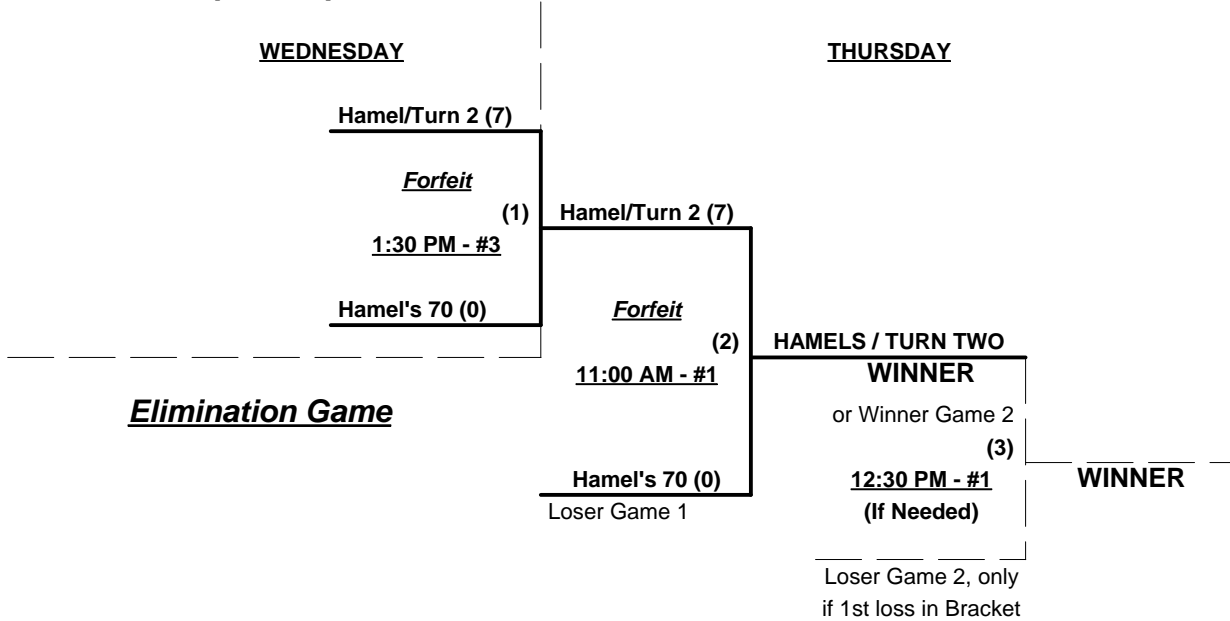 WEDNESDAY
THURSDAY
Hamel/Turn 2 (7)
Forfeit
(1)
Hamel/Turn 2 (7)
1:30 PM - #3
Hamel's 70 (0)
Forfeit
(2)
HAMELS / TURN TWO
11:00 AM - #1
WINNER
Elimination Game
or Winner Game 2
(3)
Hamel's 70 (0)
12:30 PM - #1
WINNER
Loser Game 1
(If Needed)
Loser Game 2, only
if 1st loss in Bracket